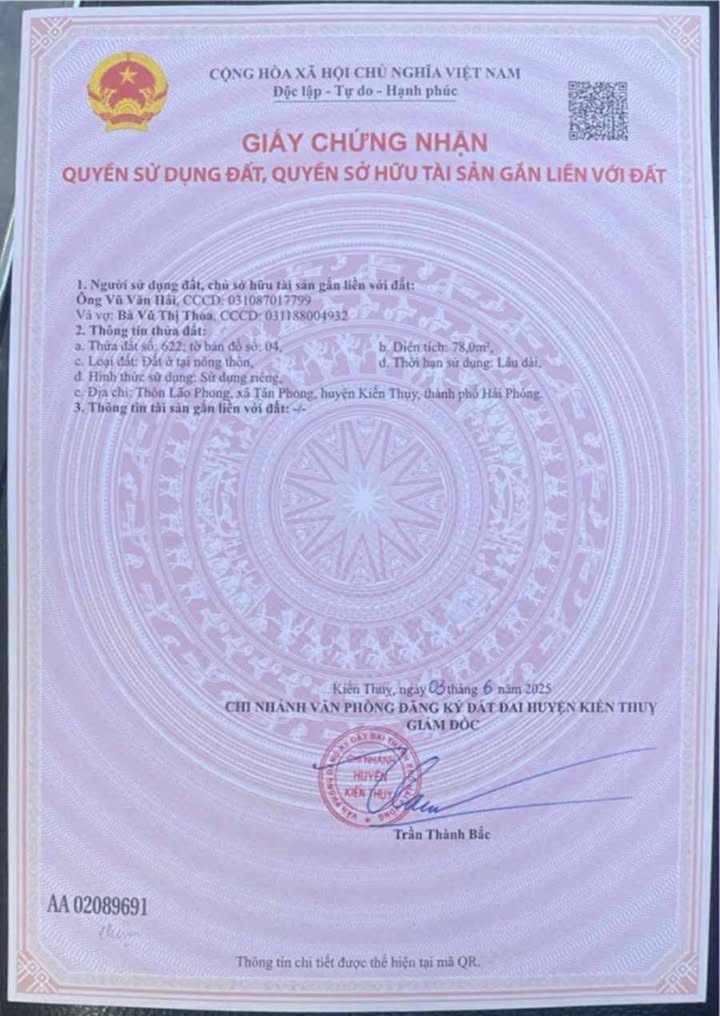 CỘNG HÒA XÃ HỘI CHỦ NGHĨA VIỆT NAM
Độc lập - Tự do - Hạnh phúc
GIẤY CHỨNG NHẬN
QUYỀN SỬ DỤNG ĐẤT, QUYỀN SỞ HỮU TÀI SẢN GẮN LIỀN VỚI ĐẤT
1. Người sử dụng đất, chủ sở hữu tài sản gắn liền với đất:
Ông Vũ Văn Hải, CCCD: 031087017799
Và vợ: Bà Vũ Thị Thoa, CCCD: 031188004932
2. Thông tin thửa đất:
a. Thửa đất số: 622; tờ bản đồ số: 04, b. Diện tích: 78,0m²,
c. Loại đất: Đất ở tại nông thôn, d. Thời hạn sử dụng: Lâu dài,
đ. Hình thức sử dụng: Sử dụng riêng,
e. Địa chỉ: Thôn Lão Phong, xã Tân Phong, huyện Kiến Thụy, thành phố Hải Phòng.
3. Thông tin tài sản gắn liền với đất: -/-
Kiến Thụy, ngày 03 tháng 6 năm 2025
CHI NHÁNH VĂN PHÒNG ĐĂNG KÝ ĐẤT ĐAI HUYỆN KIẾN THỤY
GIÁM ĐỐC
CHI NHÁNH
HUYỆN
KIẾN THỤY
Trần Thành Bắc
AA 02089691
Thông tin chi tiết được thể hiện tại mã QR.